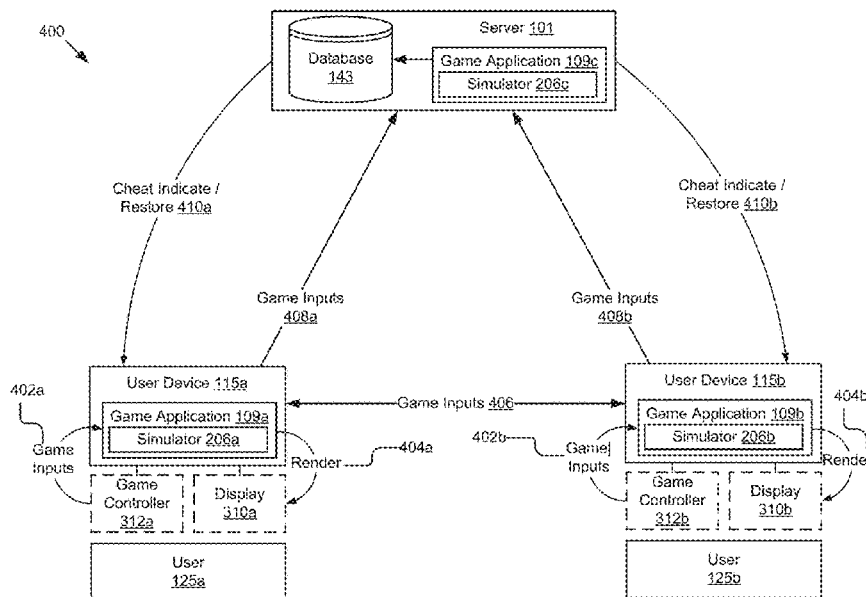 400
Server 101
Database
143
Game Application 109c
Simulator 206c
Cheat Indicate /
Restore 410a
Cheat Indicate /
Restore 410b
Game Inputs
408a
Game Inputs
408b
402a
User Device 115a
Game Application 109a
Simulator 206a
Game
Inputs
Render
404a
Game Inputs 406
User Device 115b
404b
Game Application 109b
Simulator 206b
402b
Game
Inputs
Render
Game
Controller
312a
Display
310a
Game
Controller
312b
Display
310b
User
125a
User
125b